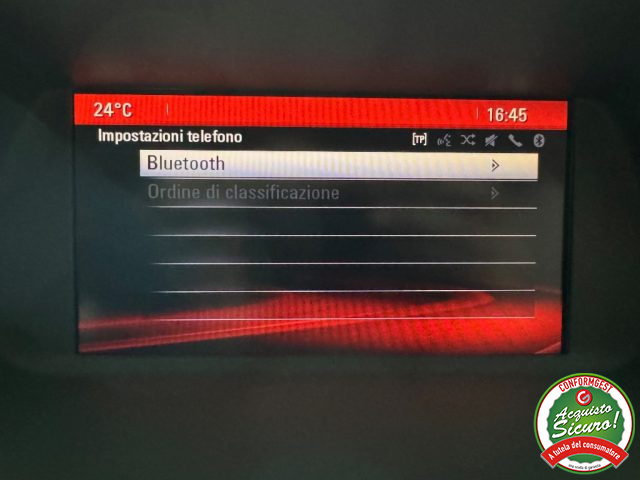 24°C 16:45
Impostazioni telefono [TP]
Bluetooth
Ordine di classificazione
CONFORMGEST
Acquisto
Sicuro!
A tutela del consumatore